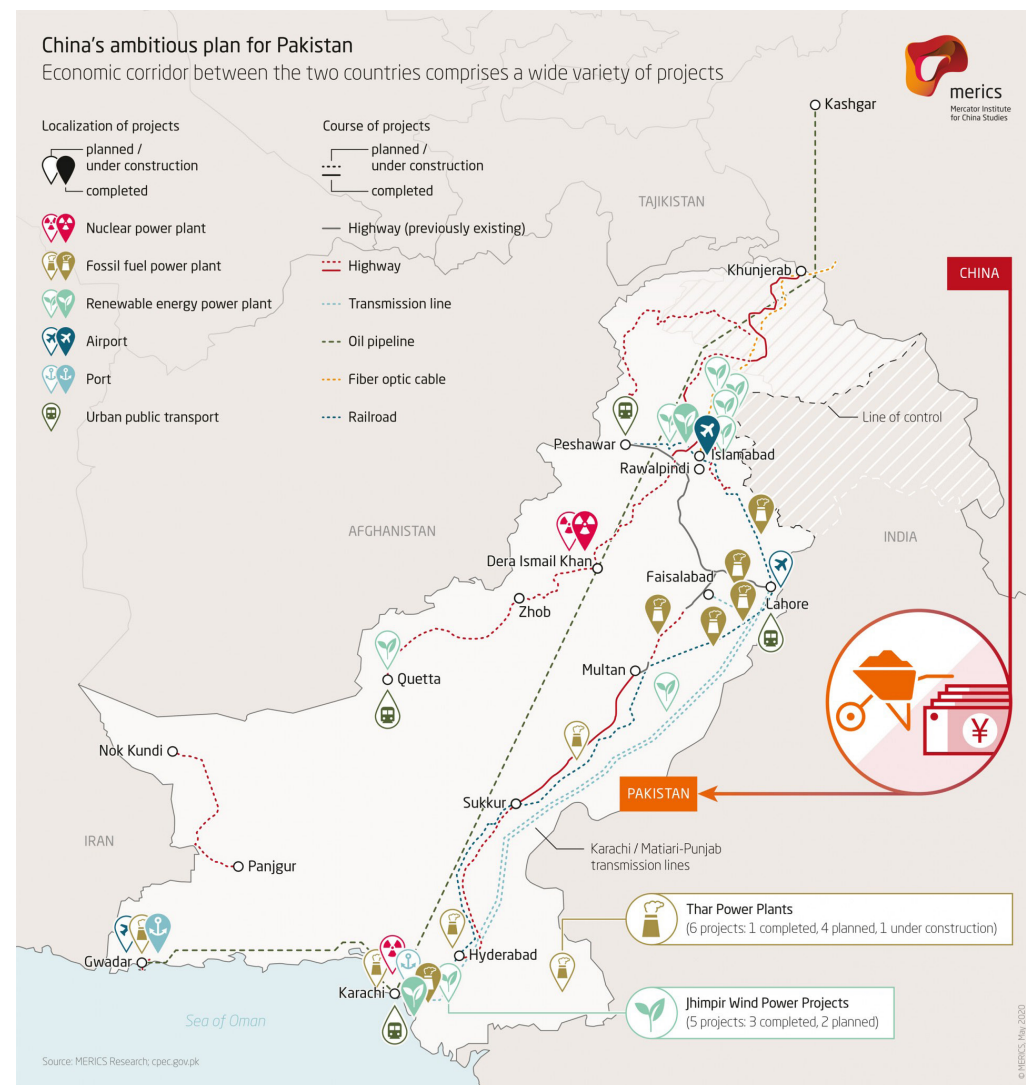 China's ambitious plan for Pakistan
Economic corridor between the two countries comprises a wide variety of projects
merics
Mercator Institute
for China Studies
Localization of projects
planned /
under construction
completed
Nuclear power plant
Fossil fuel power plant
Renewable energy power plant
Airport
Port
Urban public transport
Course of projects
planned /
under construction
completed
Highway (previously existing)
Highway
Transmission line
Oil pipeline
Fiber optic cable
Railroad
Kashgar
TAJIKISTAN
Khunjerab
CHINA
Line of control
Peshawar
Islamabad
Rawalpindi
AFGHANISTAN
INDIA
Dera Ismail Khan
Faisalabad
Zhob
Lahore
Multan
Quetta
¥
Nok Kundi
PAKISTAN
Sukkur
IRAN
Karachi / Matiari-Punjab
transmission lines
Panjgur
Thar Power Plants
(6 projects: 1 completed, 4 planned, 1 under construction)
Gwadar
Hyderabad
Karachi
Jhimpir Wind Power Projects
(5 projects: 3 completed, 2 planned)
Sea of Oman
Source: MERICS Research; cpec.gov.pk
© MERICS, May 2020